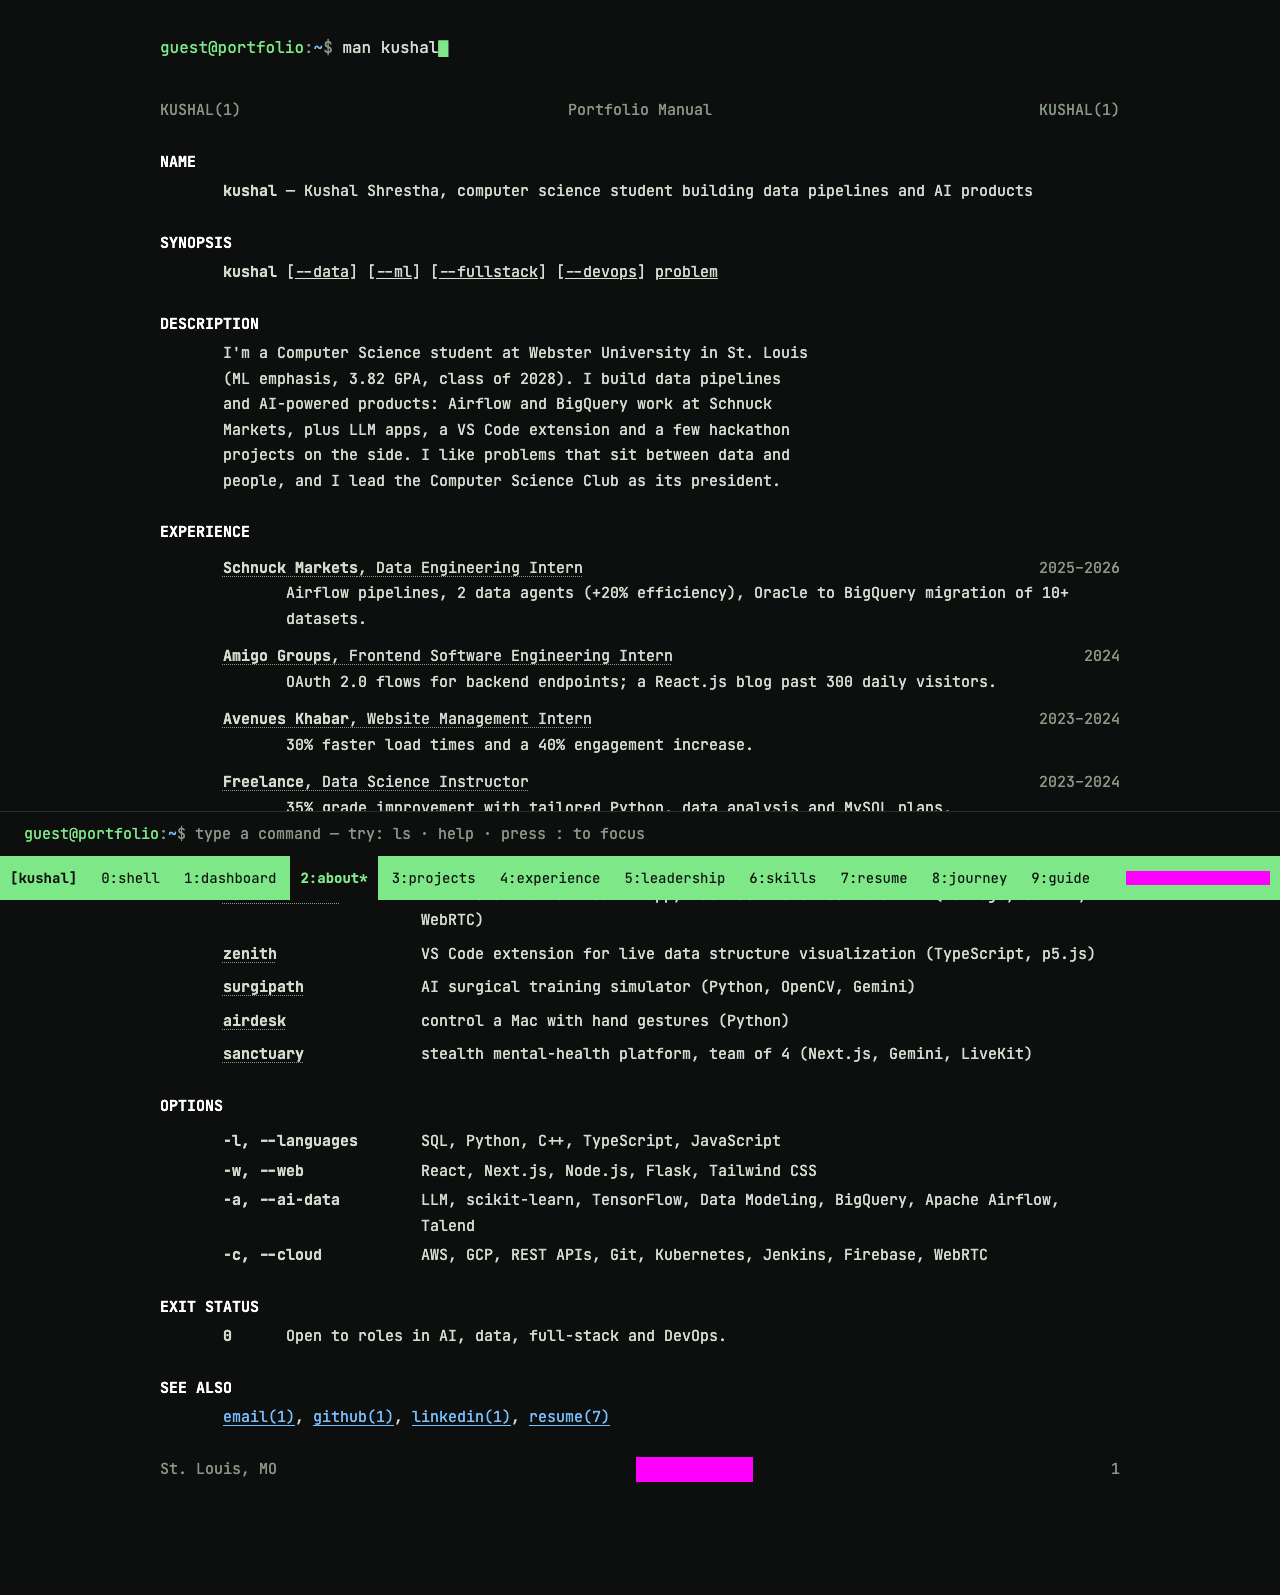 guest@portfolio:~$ man kushal
KUSHAL(1) Portfolio Manual KUSHAL(1)
NAME
kushal — Kushal Shrestha, computer science student building data pipelines and AI products
SYNOPSIS
kushal [--data] [--ml] [--fullstack] [--devops] problem
DESCRIPTION
I'm a Computer Science student at Webster University in St. Louis
(ML emphasis, 3.82 GPA, class of 2028). I build data pipelines
and AI-powered products: Airflow and BigQuery work at Schnuck
Markets, plus LLM apps, a VS Code extension and a few hackathon
projects on the side. I like problems that sit between data and
people, and I lead the Computer Science Club as its president.
EXPERIENCE
Schnuck Markets, Data Engineering Intern 2025–2026
Airflow pipelines, 2 data agents (+20% efficiency), Oracle to BigQuery migration of 10+
datasets.
Amigo Groups, Frontend Software Engineering Intern 2024
OAuth 2.0 flows for backend endpoints; a React.js blog past 300 daily visitors.
Avenues Khabar, Website Management Intern 2023–2024
30% faster load times and a 40% engagement increase.
Freelance, Data Science Instructor 2023–2024
35% grade improvement with tailored Python, data analysis and MySQL plans.
guest@portfolio:~$ type a command — try: ls · help · press : to focus
[kushal] 0:shell 1:dashboard 2:about* 3:projects 4:experience 5:leadership 6:skills 7:resume 8:journey 9:guide
WebRTC)
zenith VS Code extension for live data structure visualization (TypeScript, p5.js)
surgipath AI surgical training simulator (Python, OpenCV, Gemini)
airdesk control a Mac with hand gestures (Python)
sanctuary stealth mental-health platform, team of 4 (Next.js, Gemini, LiveKit)
OPTIONS
-l, --languages SQL, Python, C++, TypeScript, JavaScript
-w, --web React, Next.js, Node.js, Flask, Tailwind CSS
-a, --ai-data LLM, scikit-learn, TensorFlow, Data Modeling, BigQuery, Apache Airflow,
Talend
-c, --cloud AWS, GCP, REST APIs, Git, Kubernetes, Jenkins, Firebase, WebRTC
EXIT STATUS
0 Open to roles in AI, data, full-stack and DevOps.
SEE ALSO
email(1), github(1), linkedin(1), resume(7)
St. Louis, MO 1